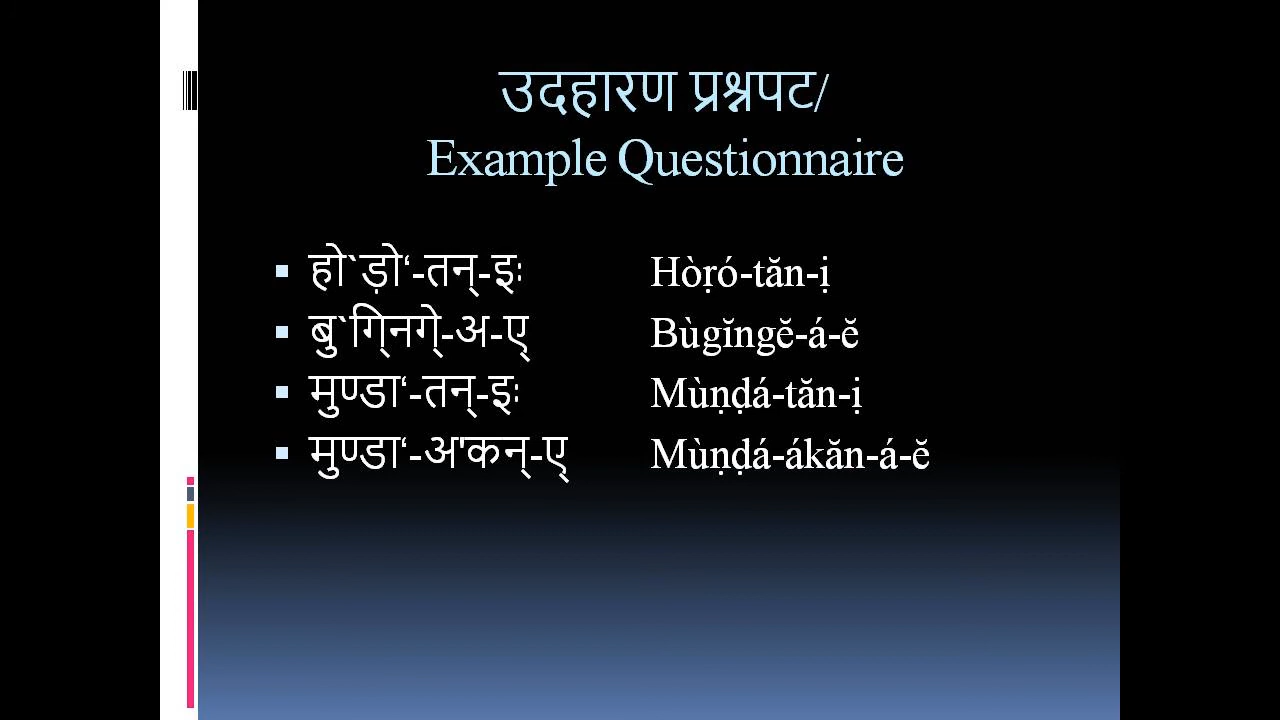 उदहारण प्रश्नपट/
Example Questionnaire
हो`ड़ो‘-तन्-इः Hòṛó-tăn-ị
बु`गि्नगे्-अ-ए् Bùgĭngĕ-á-ĕ
मुण्डा‘-तन्-इः Mùṇḍá-tăn-ị
मुण्डा‘-अ'कन्-ए् Mùṇḍá-ákăn-á-ĕ